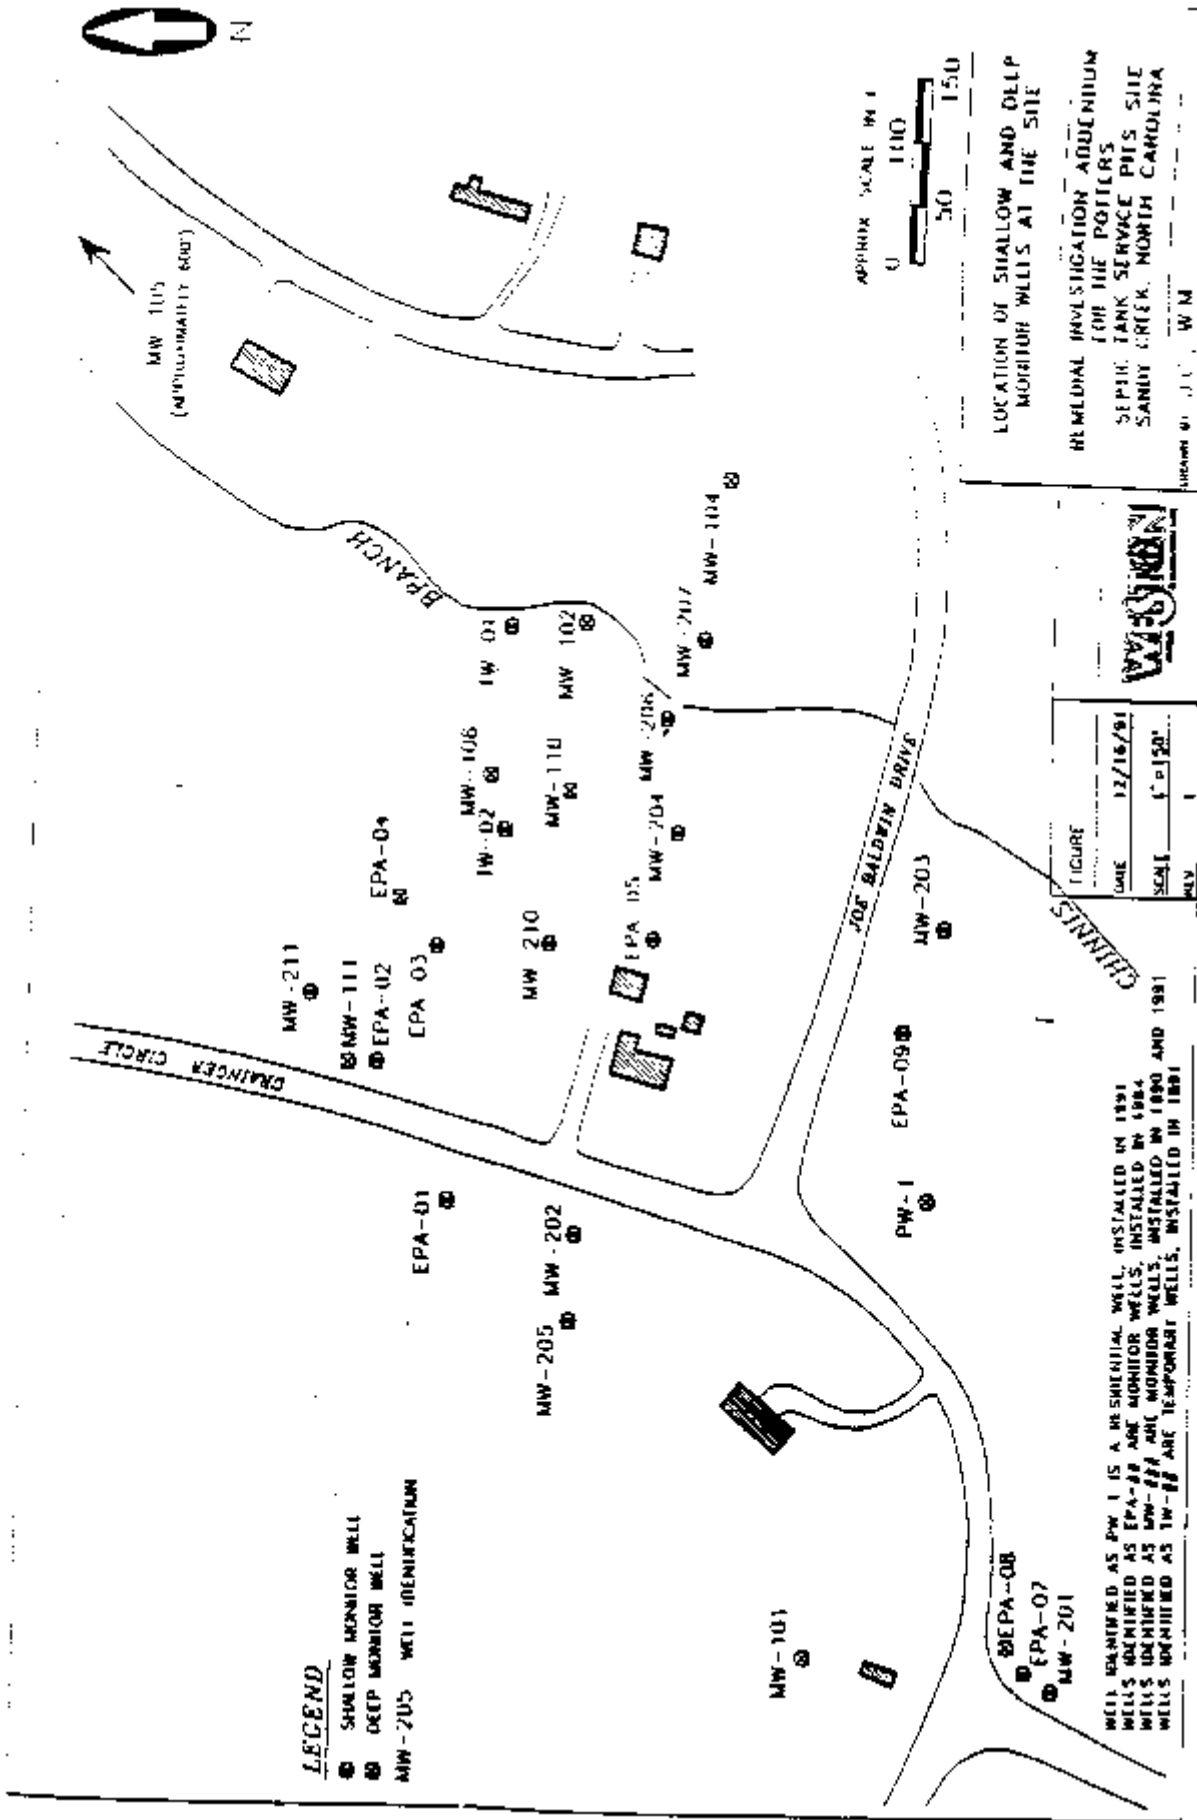 N
MW 105
(APPROXIMATELY 600')
BRANCH
MW-211
MW-111
EPA-02
EPA 03
EPA-04
MW-106
TW-02
TW 01
MW-110
MW 102
MW 210
EPA 05
MW-204
MW-206
MW-207
MW-104
GRAINGER CIRCLE
EPA-01
MW-202
MW-205
JOE BALDWIN DRIVE
MW-203
EPA-09
PW-1
CHINNIS
MW-101
EPA-08
EPA-07
MW-201
LEGEND
SHALLOW MONITOR WELL
DEEP MONITOR WELL
MW-205 WELL IDENTIFICATION
WELL IDENTIFIED AS PW 1 IS A RESIDENTIAL WELL, INSTALLED IN 1991
WELLS IDENTIFIED AS EPA-## ARE MONITOR WELLS, INSTALLED IN 1984
WELLS IDENTIFIED AS MW-### ARE MONITOR WELLS, INSTALLED IN 1990 AND 1991
WELLS IDENTIFIED AS TW-## ARE TEMPORARY WELLS, INSTALLED IN 1991
APPROX SCALE IN
0 50 100 150
LOCATION OF SHALLOW AND DEEP
MONITOR WELLS AT THE SITE
REMEDIAL INVESTIGATION ADDENDUM
FOR THE POTTERS
SEPTIC TANK SERVICE PITS SITE
SANDY CREEK, NORTH CAROLINA
WESTON
FIGURE
DATE 12/16/91
SCALE 1"=150'
REV 1
DRAWN BY